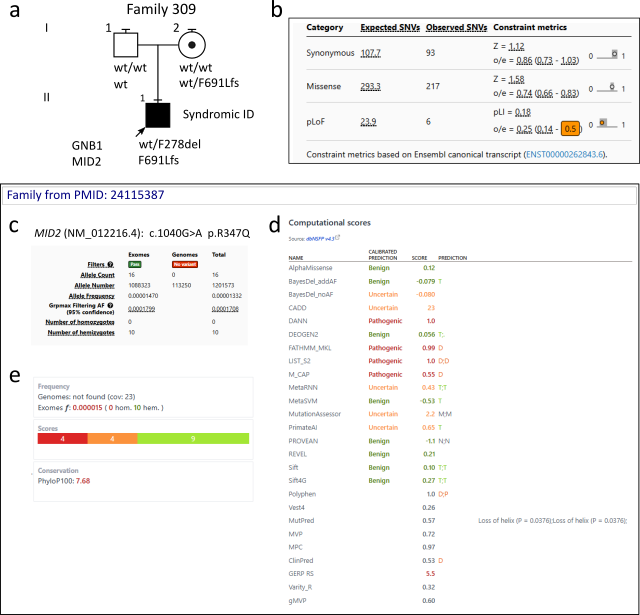 a
Family 309
I
1
2
wt/wt
wt/wt
wt
wt/F691Lfs
II
1
Syndromic ID
GNB1
wt/F278del
MID2
F691Lfs
b
Category Expected SNVs Observed SNVs Constraint metrics
Synonymous 107.7 93 Z = 1.12
o/e = 0.86 (0.73 - 1.03) 0 1
Missense 293.3 217 Z = 1.58
o/e = 0.74 (0.66 - 0.83) 0 1
pLoF 23.9 6 pLI = 0.18
o/e = 0.25 (0.14 - 0.5) 0 1
Constraint metrics based on Ensembl canonical transcript (ENST00000262843.6).
Family from PMID: 24115387
c
MID2 (NM_012216.4): c.1040G>A p.R347Q
Exomes Genomes Total
Filters ? Pass No variant
Allele Count 16 0 16
Allele Number 1088323 113250 1201573
Allele Frequency 0.00001470 0.00001332
Grpmax Filtering AF ?
(95% confidence) 0.0001799 0.0001708
Number of homozygotes 0 0
Number of hemizygotes 10 10
d
Computational scores
Source: dbNSFP v4.3
NAME CALIBRATED PREDICTION SCORE PREDICTION
AlphaMissense Benign 0.12
BayesDel_addAF Benign -0.079 T
BayesDel_noAF Uncertain -0.080
CADD Uncertain 23
DANN Pathogenic 1.0
DEOGEN2 Benign 0.056 T;.
FATHMM_MKL Pathogenic 0.99 D
LIST_S2 Pathogenic 1.0 D;D
M_CAP Pathogenic 0.55 D
MetaRNN Uncertain 0.43 T;T
MetaSVM Benign -0.53 T
MutationAssessor Uncertain 2.2 M;M
PrimateAI Uncertain 0.65 T
PROVEAN Benign -1.1 N;N
REVEL Benign 0.21
Sift Benign 0.10 T;T
Sift4G Benign 0.27 T;T
Polyphen 1.0 D;P
Vest4 0.26
MutPred 0.57 Loss of helix (P = 0.0376);Loss of helix (P = 0.0376);
MVP 0.72
MPC 0.97
ClinPred 0.53 D
GERP RS 5.5
Varity_R 0.32
gMVP 0.60
e
Frequency
Genomes: not found (cov: 23)
Exomes f: 0.000015 ( 0 hom. 10 hem. )
Scores
4 4 9
Conservation
PhyloP100: 7.68